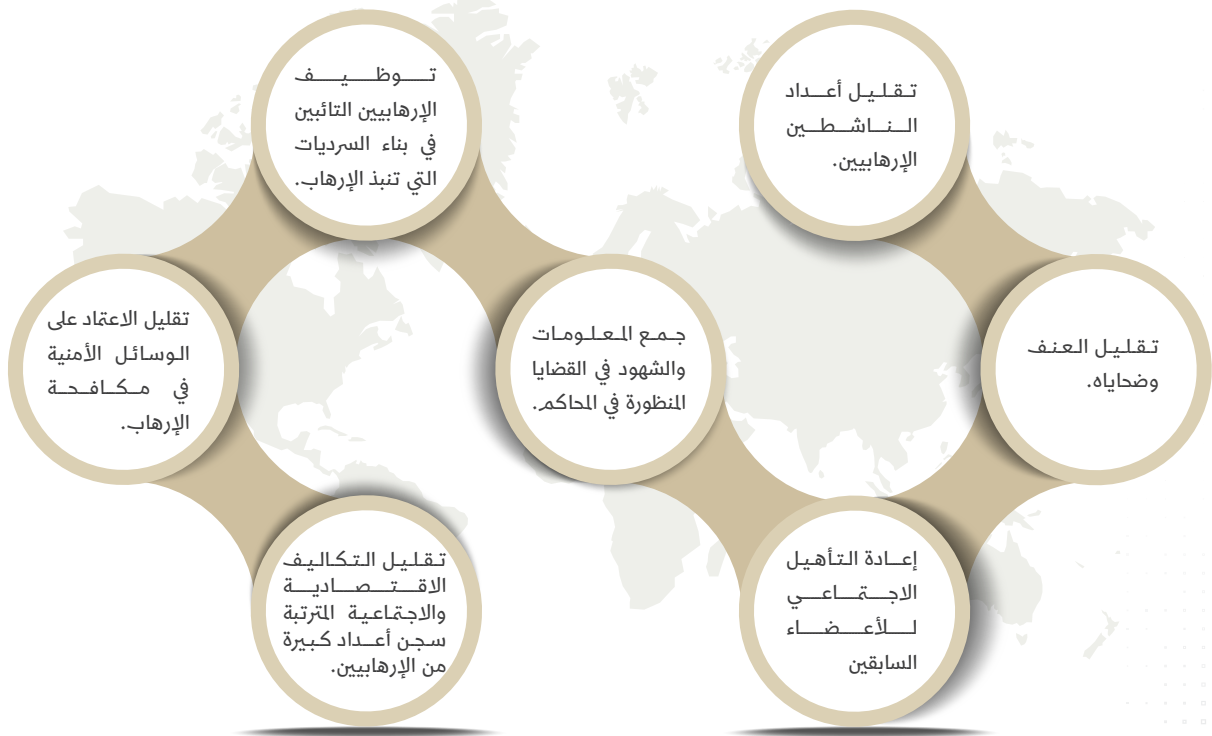 تقليل أعداد
الناشطين
الإرهابيين.
تقليل العنف
وضحاياه.
إعادة التأهيل
الاجتماعي
للأعضاء
السابقين
جمع المعلومات
والشهود في القضايا
المنظورة في المحاكم.
توظيف
الإرهابيين التائبين
في بناء السرديات
التي تنبذ الإرهاب.
تقليل الاعتماد على
الوسائل الأمنية
في مكافحة
الإرهاب.
تقليل التكاليف
الاقتصادية
والاجتماعية المترتبة
سجن أعداد كبيرة
من الإرهابيين.